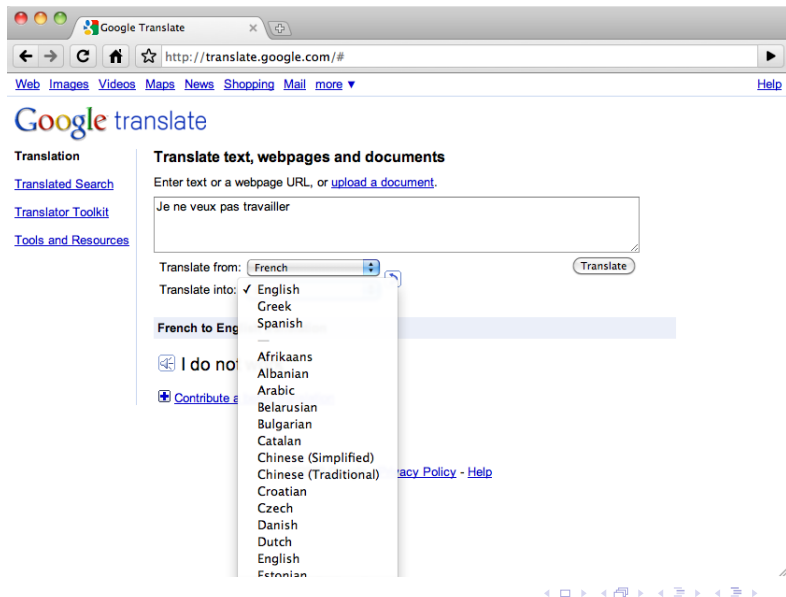 Google Translate
http://translate.google.com/#
Web Images Videos Maps News Shopping Mail more ▼ Help
Google translate
Translation
Translated Search
Translator Toolkit
Tools and Resources
Translate text, webpages and documents
Enter text or a webpage URL, or upload a document.
Je ne veux pas travailler
Translate from: French Translate
Translate into: ✓ English
Greek
Spanish
—
Afrikaans
Albanian
Arabic
Belarusian
Bulgarian
Catalan
Chinese (Simplified)
Chinese (Traditional)
Croatian
Czech
Danish
Dutch
English
Estonian
French to
I do not
Contribute
Policy - Help